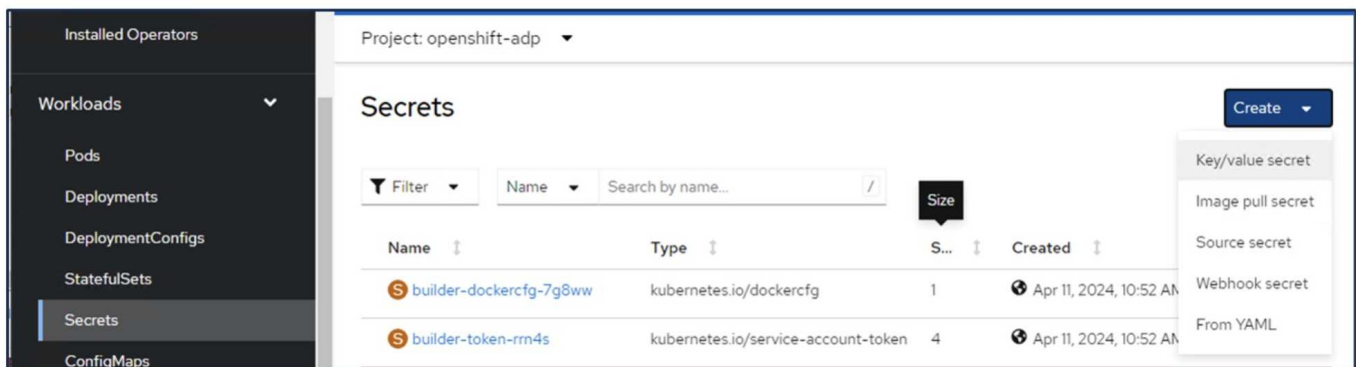 Installed Operators
Workloads
Pods
Deployments
DeploymentConfigs
StatefulSets
Secrets
ConfigMaps
Project: openshift-adp
Secrets
Create
Key/value secret
Image pull secret
Source secret
Webhook secret
From YAML
Filter Name Search by name... /
Size
Name Type S... Created
S builder-dockercfg-7g8ww kubernetes.io/dockercfg 1 Apr 11, 2024, 10:52 AM
S builder-token-rrn4s kubernetes.io/service-account-token 4 Apr 11, 2024, 10:52 AM